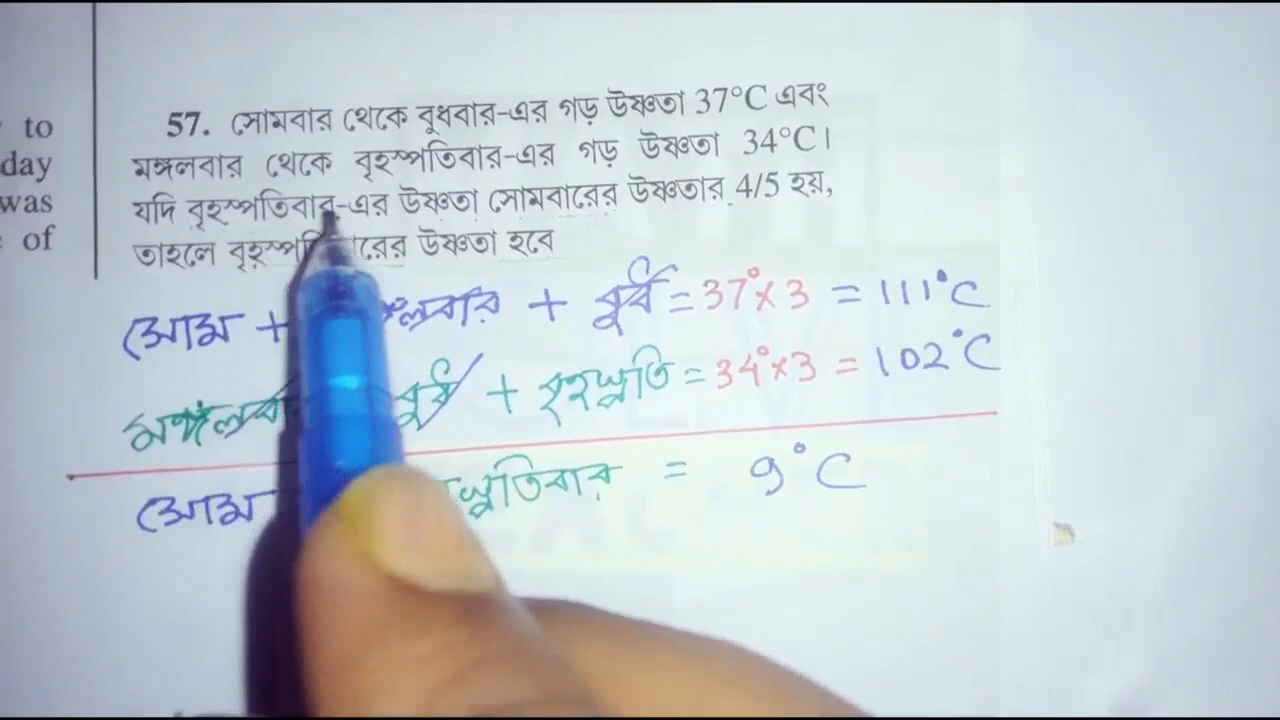 to
day
was
of
57. সোমবার থেকে বুধবার-এর গড় উষ্ণতা 37°C এবং
মঙ্গলবার থেকে বৃহস্পতিবার-এর গড় উষ্ণতা 34°C।
যদি বৃহস্পতিবার-এর উষ্ণতা সোমবারের উষ্ণতার 4/5 হয়,
তাহলে উষ্ণতা হবে
সোম + + বুধ = 37°×3 = 111°C
বুধ + বৃহস্পতি = 34°×3 = 102°C
সোম = 9°C